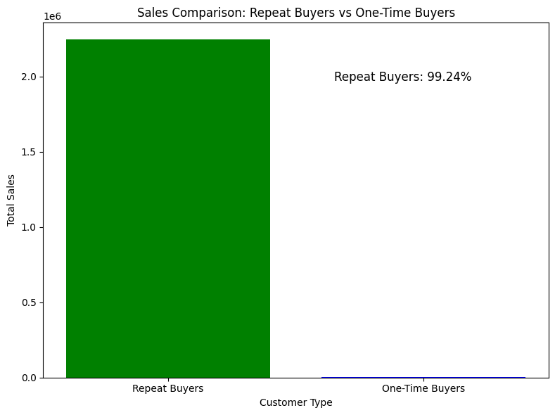 Sales Comparison: Repeat Buyers vs One-Time Buyers
1e6
Repeat Buyers: 99.24%
2.0
1.5
1.0
0.5
0.0
Total Sales
Repeat Buyers
One-Time Buyers
Customer Type